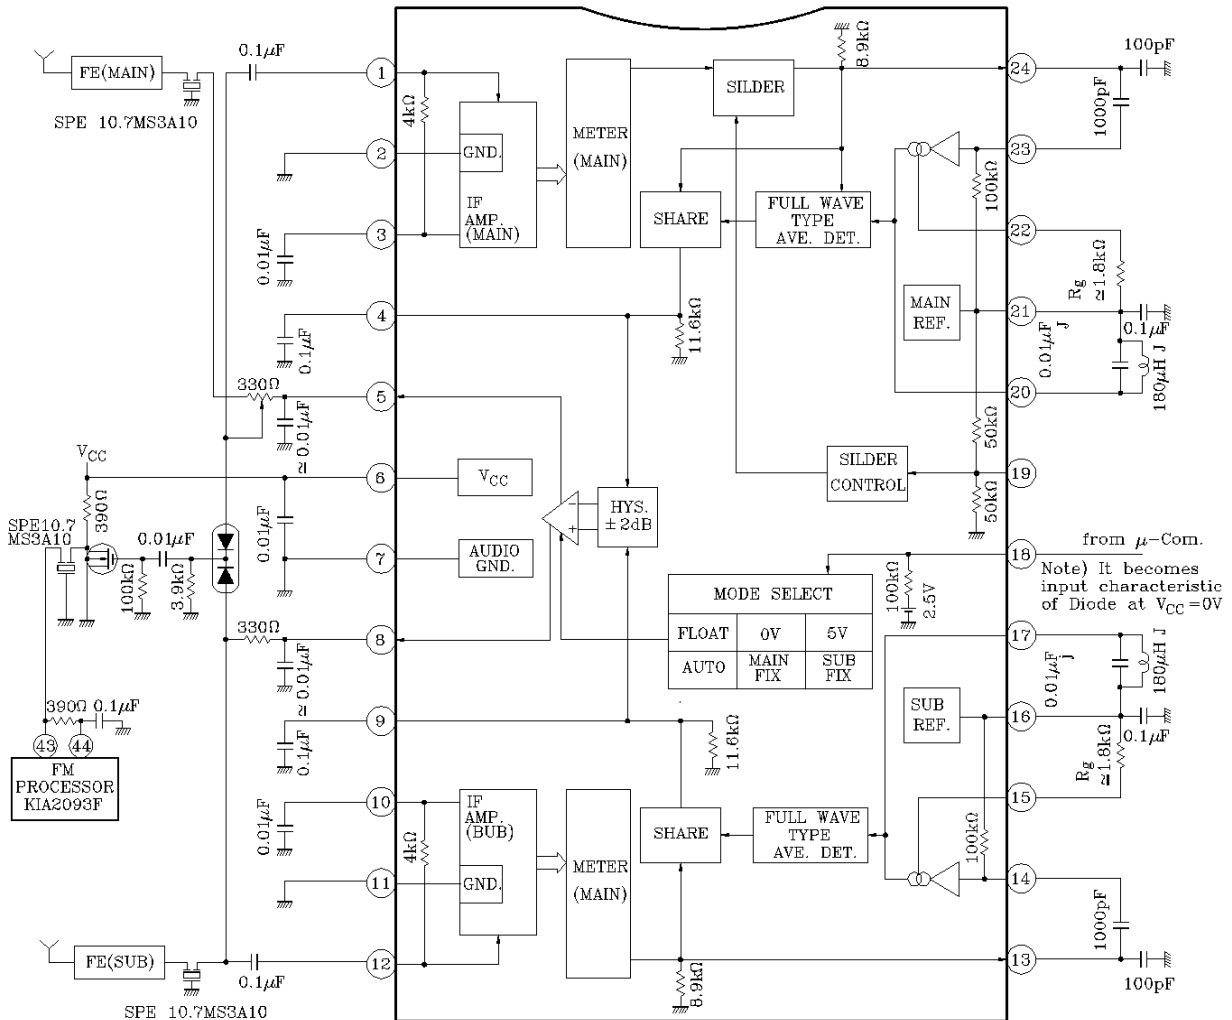 FE(MAIN)
SPE 10.7MS3A10
0.1μF
1
4kΩ
GND.
IF
AMP.
(MAIN)
METER
(MAIN)
SILDER
8.9kΩ
24
100pF
1000pF
2
23
100kΩ
SHARE
FULL WAVE
TYPE
AVE. DET.
3
0.01μF
22
Rg
≈1.8kΩ
MAIN
REF.
21
0.1μF
0.01μF
J
180μH J
20
4
0.1μF
11.6kΩ
330Ω
5
0.01μF
≈
50kΩ
SILDER
CONTROL
19
50kΩ
VCC
390Ω
6
VCC
HYS.
±2dB
SPE10.7
MS3A10
0.01μF
100kΩ
3.9kΩ
0.01μF
7
AUDIO
GND.
18
from μ-Com.
Note) It becomes
input characteristic
of Diode at VCC=0V
100kΩ
2.5V
MODE SELECT
FLOAT 0V 5V
AUTO MAIN FIX SUB FIX
330Ω
8
0.01μF
≈
17
0.01μF
j
180μH J
390Ω
0.1μF
43 44
FM
PROCESSOR
KIA2093F
9
0.1μF
11.6kΩ
SUB
REF.
16
0.1μF
Rg
≈1.8kΩ
15
10
0.01μF
4kΩ
IF
AMP.
(BUB)
GND.
METER
(MAIN)
SHARE
FULL WAVE
TYPE
AVE. DET.
100kΩ
11
14
1000pF
FE(SUB)
SPE 10.7MS3A10
0.1μF
12
8.9kΩ
13
100pF